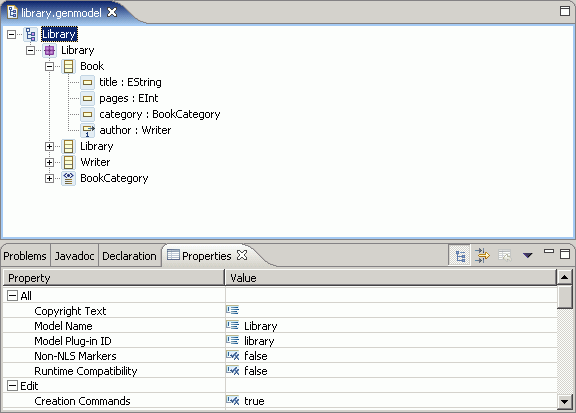 library.genmodel
Library
Library
Book
title : EString
pages : EInt
category : BookCategory
author : Writer
Library
Writer
BookCategory
Problems Javadoc Declaration Properties
Property Value
All
Copyright Text
Model Name Library
Model Plug-in ID library
Non-NLS Markers false
Runtime Compatibility false
Edit
Creation Commands true